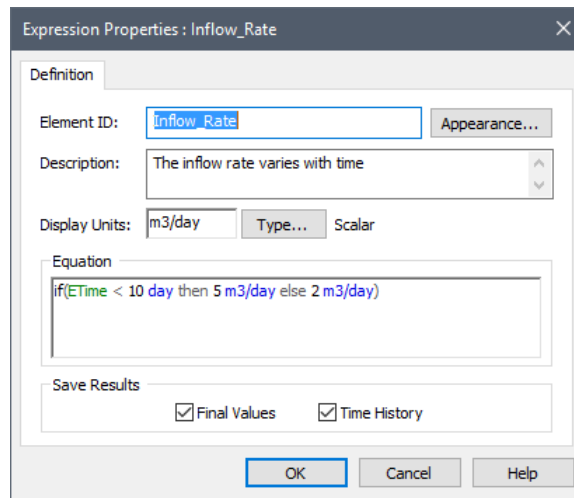 Expression Properties : Inflow_Rate
Definition
Element ID: Inflow_Rate Appearance...
Description: The inflow rate varies with time
Display Units: m3/day Type... Scalar
Equation
if(ETime < 10 day then 5 m3/day else 2 m3/day)
Save Results
Final Values Time History
OK Cancel Help